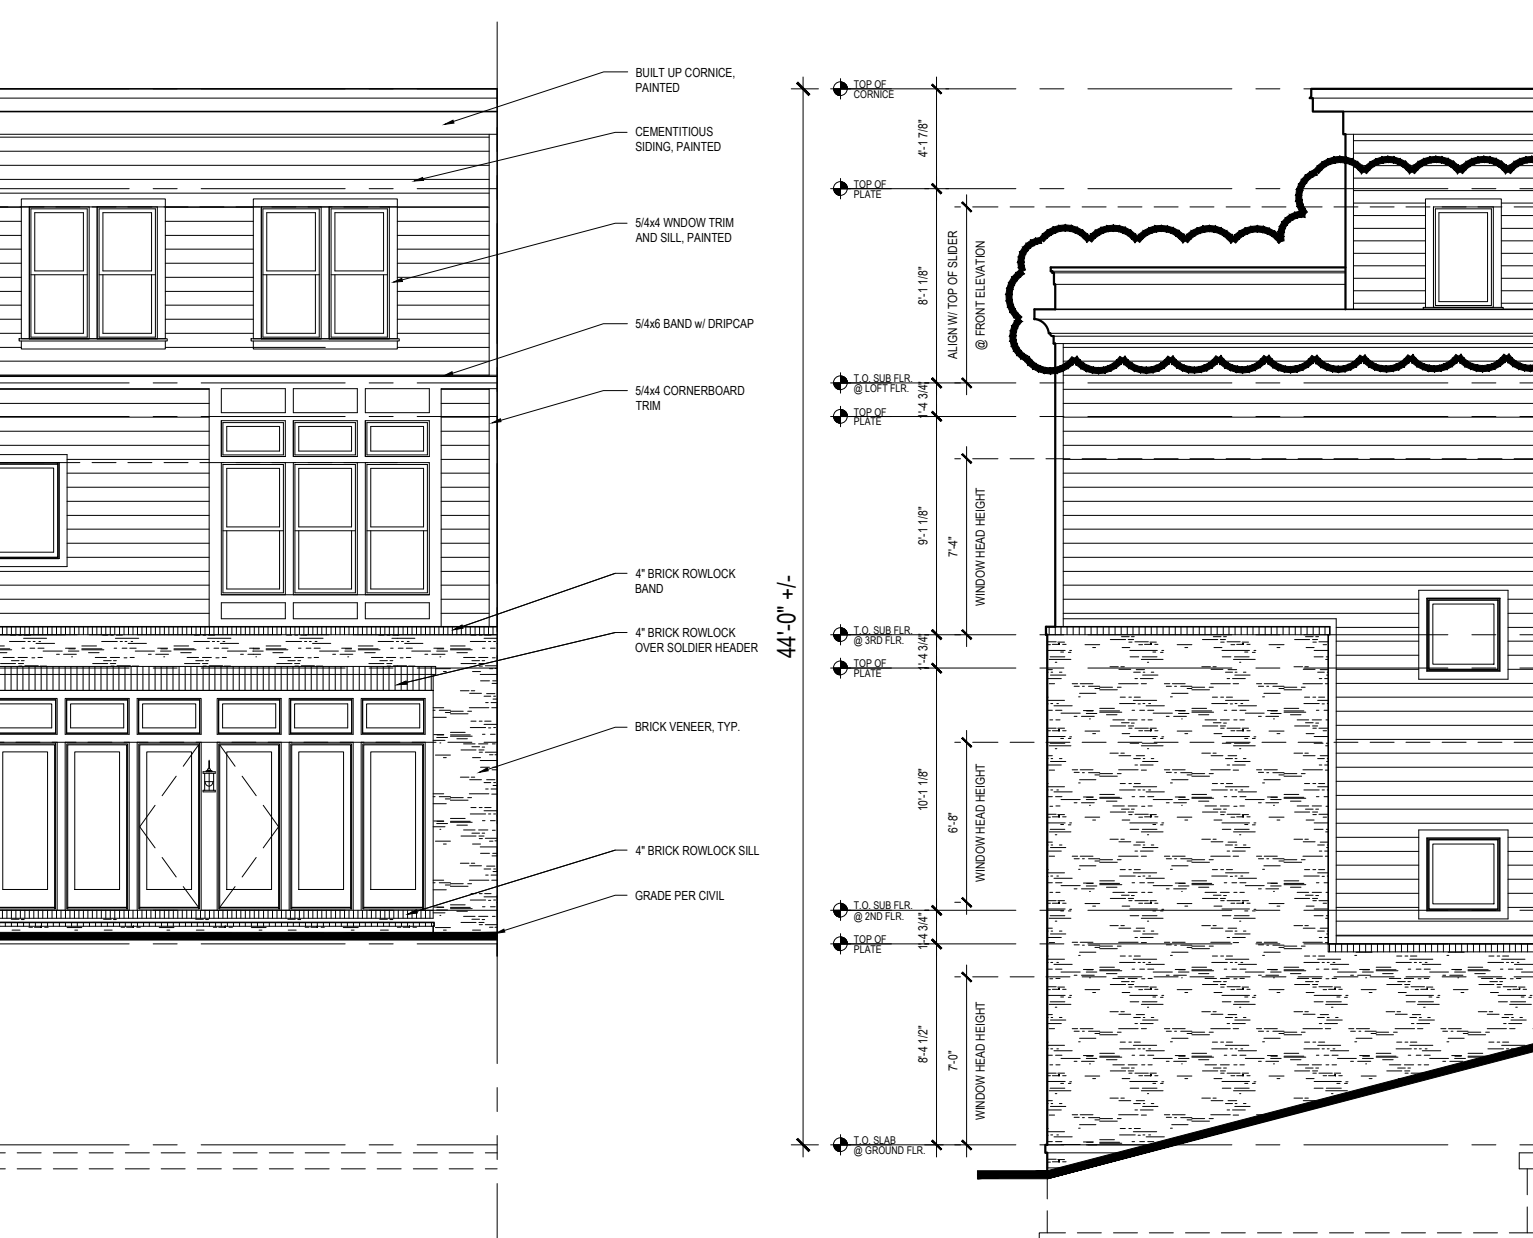 BUILT UP CORNICE,
PAINTED
CEMENTITIOUS
SIDING, PAINTED
5/4x4 WNDOW TRIM
AND SILL, PAINTED
5/4x6 BAND w/ DRIPCAP
5/4x4 CORNERBOARD
TRIM
4" BRICK ROWLOCK
BAND
4" BRICK ROWLOCK
OVER SOLDIER HEADER
BRICK VENEER, TYP.
4" BRICK ROWLOCK SILL
GRADE PER CIVIL
44'-0" +/-
TOP OF
CORNICE
TOP OF
PLATE
T.O. SUB FLR.
@ LOFT FLR.
TOP OF
PLATE
T.O. SUB FLR.
@ 3RD FLR.
TOP OF
PLATE
T.O. SUB FLR.
@ 2ND FLR.
TOP OF
PLATE
T.O. SLAB
@ GROUND FLR.
4'-1 7/8"
8'-1 1/8"
1'-4 3/4"
9'-1 1/8"
1'-4 3/4"
10'-1 1/8"
1'-4 3/4"
8'-4 1/2"
ALIGN W/ TOP OF SLIDER
@ FRONT ELEVATION
7'-4"
WINDOW HEAD HEIGHT
6'-8"
WINDOW HEAD HEIGHT
7'-0"
WINDOW HEAD HEIGHT